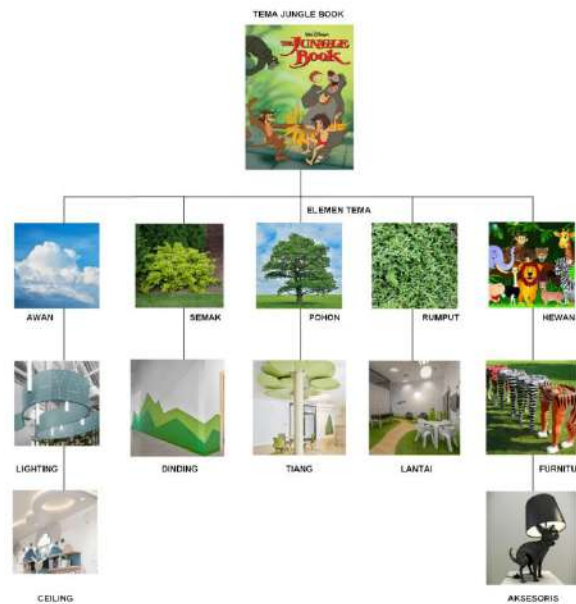 TEMA JUNGLE BOOK
WALT DISNEY'S
THE JUNGLE
BOOK
ELEMEN TEMA
AWAN
SEMAK
POHON
RUMPUT
HEWAN
LIGHTING
DINDING
TIANG
LANTAI
FURNITU
CEILING
AKSESORIS